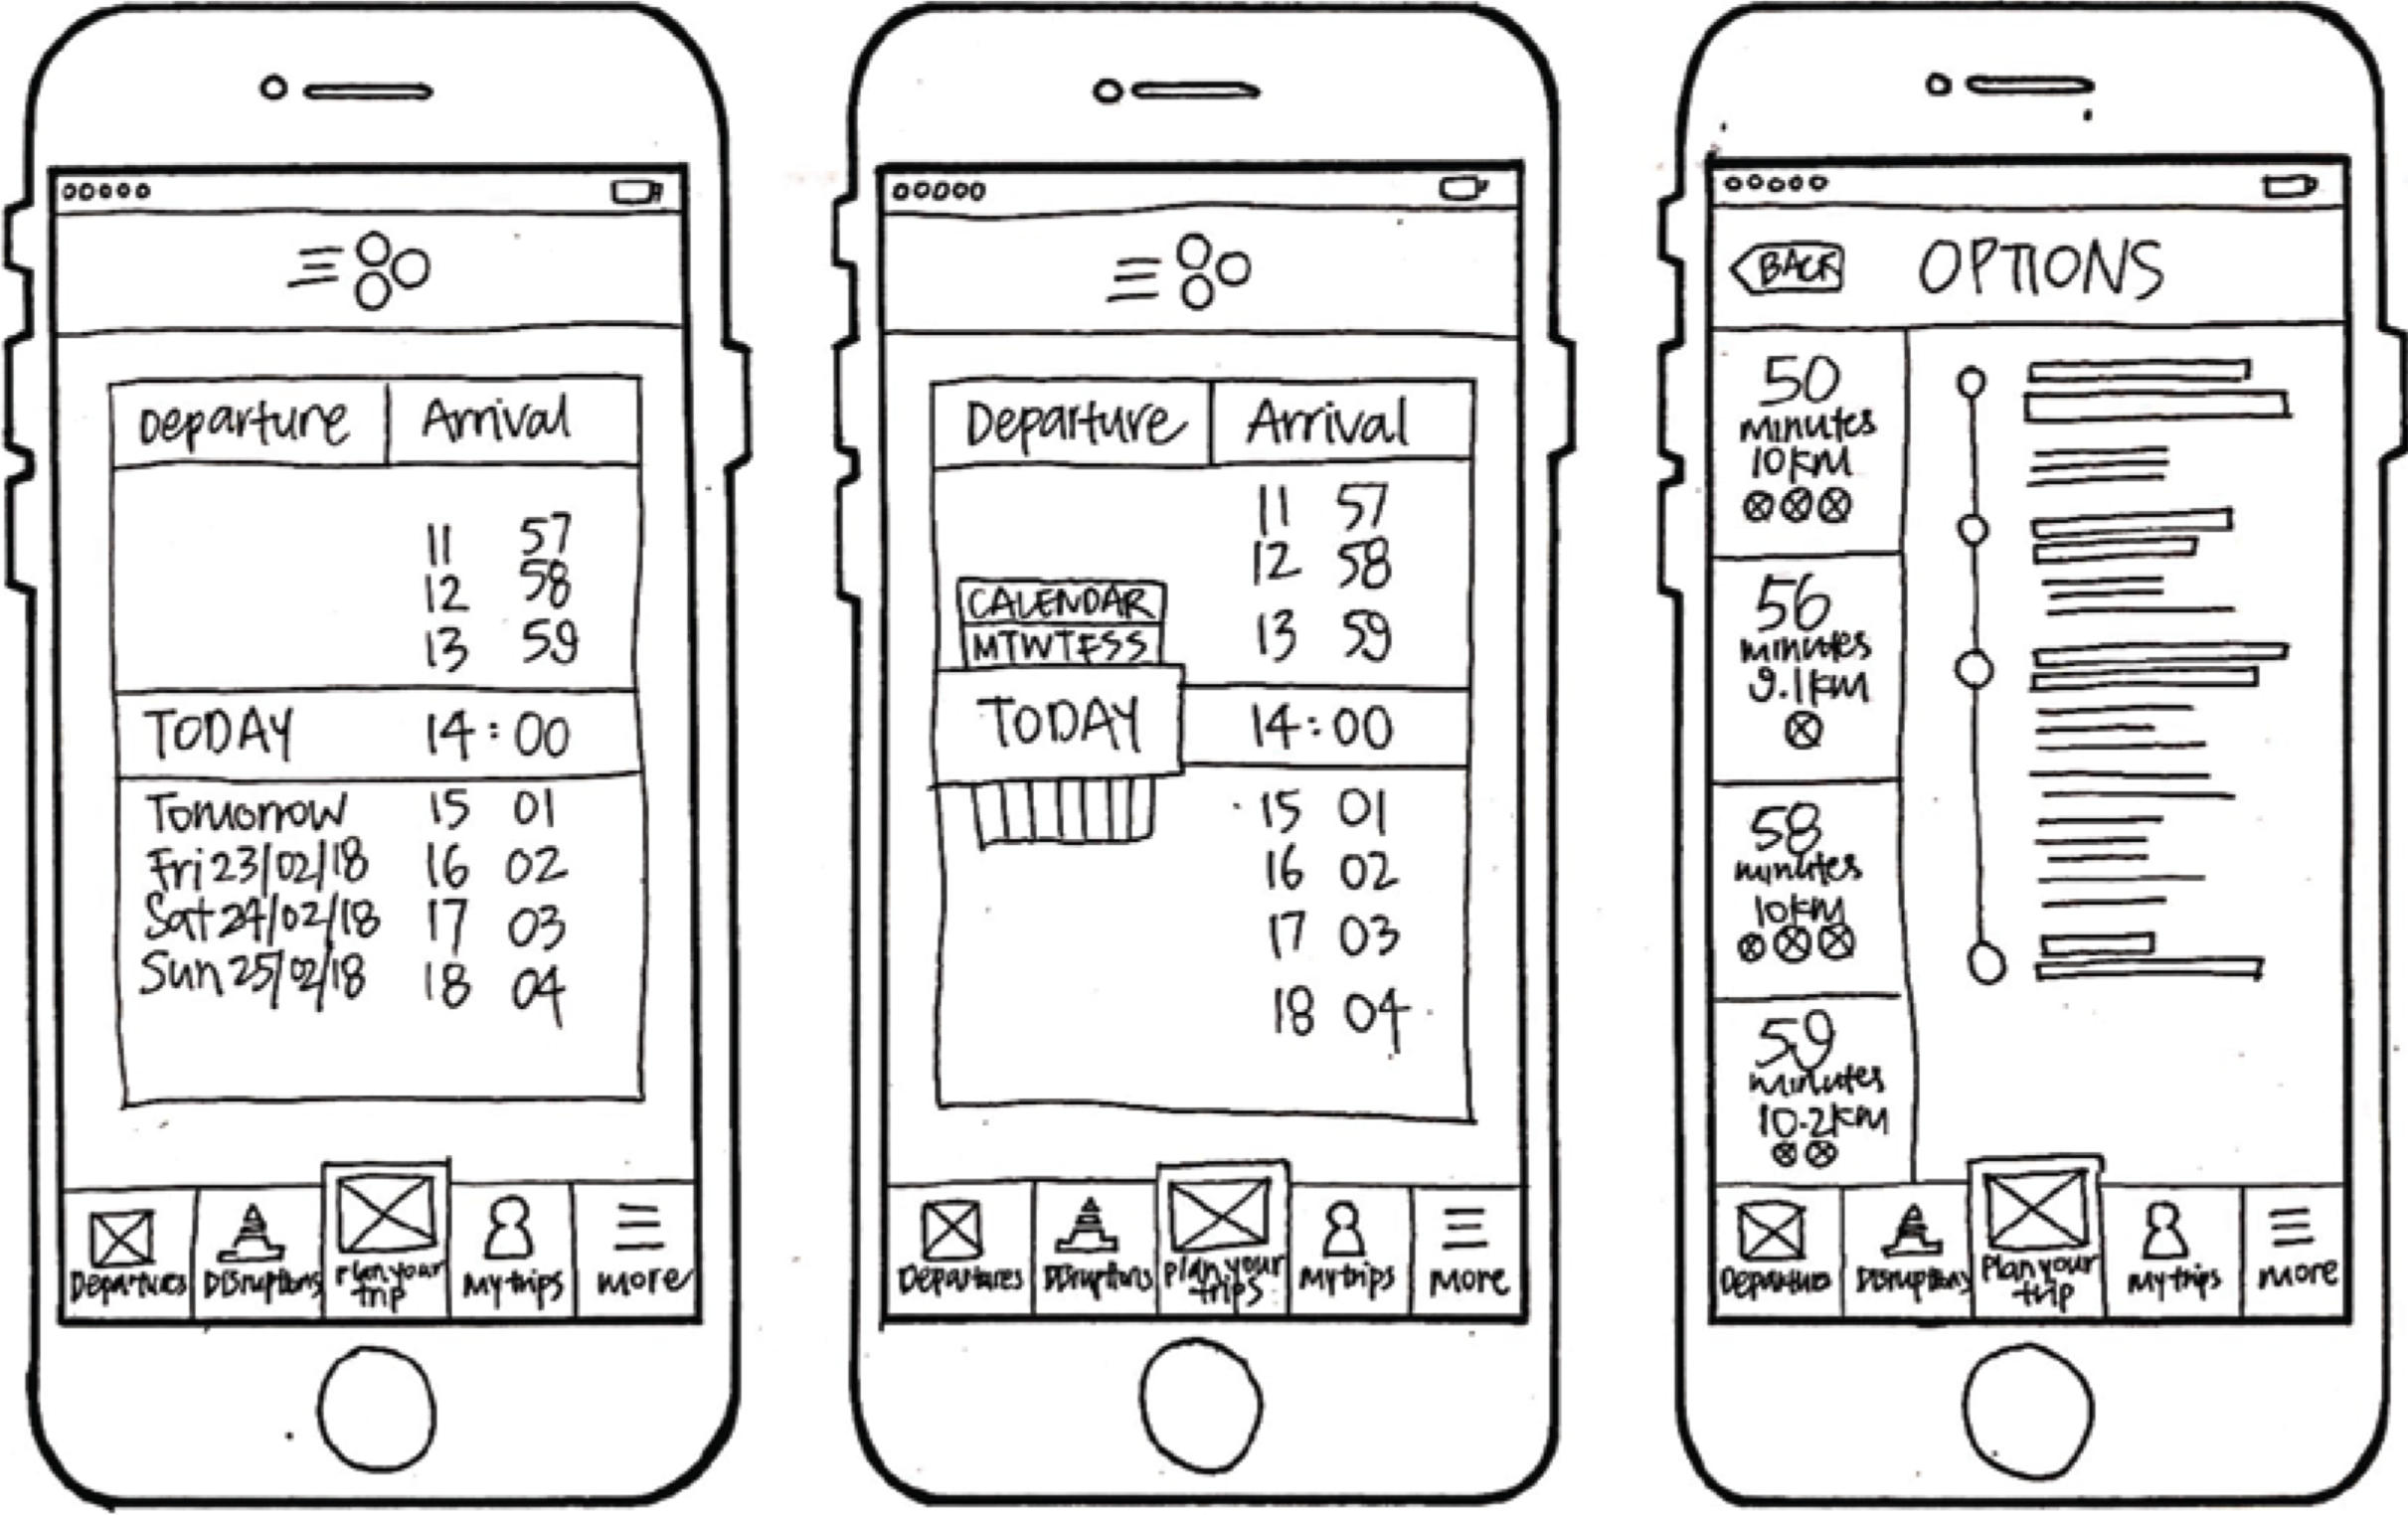 Departure Arrival
11 57
12 58
13 59
TODAY 14:00
Tomorrow 15 01
Fri 23/02/18 16 02
Sat 24/02/18 17 03
Sun 25/02/18 18 04
Departures Disruptions Plan your trip My trips more
Departure Arrival
11 57
12 58
CALENDAR
13 59
MTWTFSS
TODAY 14:00
15 01
16 02
17 03
18 04
Departures Disruptions Plan your trips My trips more
BACK OPTIONS
50
minutes
10km
56
minutes
9.1km
58
minutes
10km
59
minutes
10.2km
Departures Disruptions Plan your trip My trips more